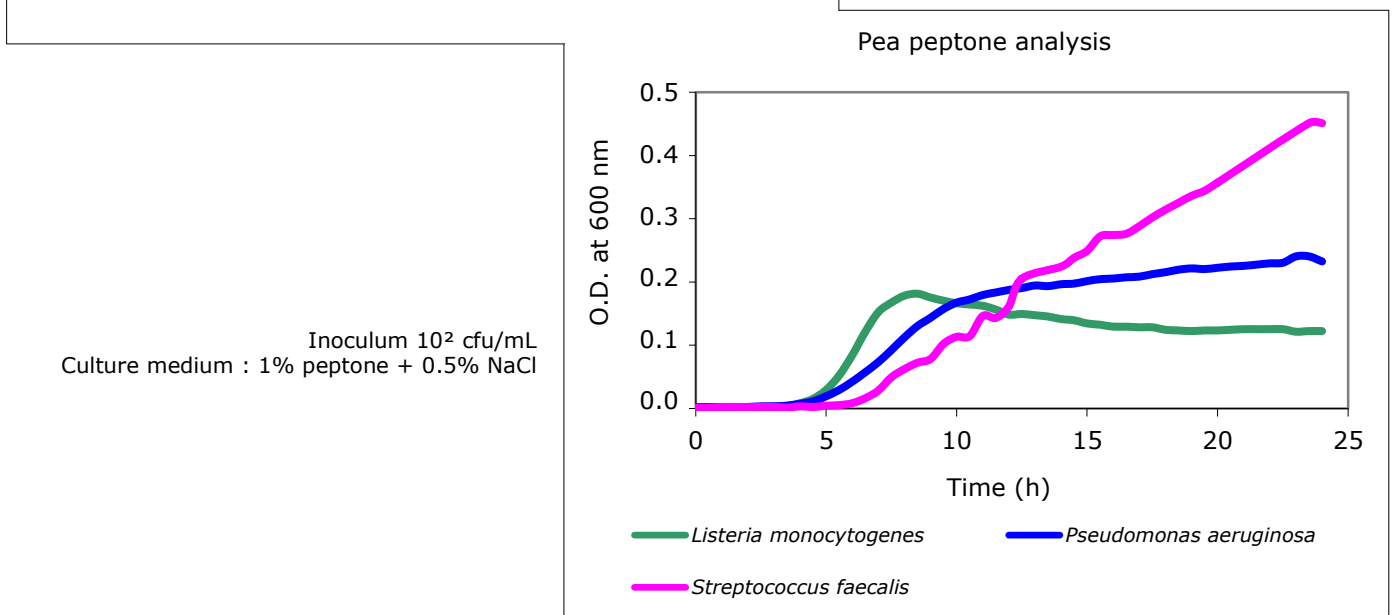 Pea peptone analysis
Inoculum 10² cfu/mL
Culture medium : 1% peptone + 0.5% NaCl
O.D. at 600 nm
0.5
0.4
0.3
0.2
0.1
0.0
0 5 10 15 20 25
Time (h)
Listeria monocytogenes Pseudomonas aeruginosa
Streptococcus faecalis